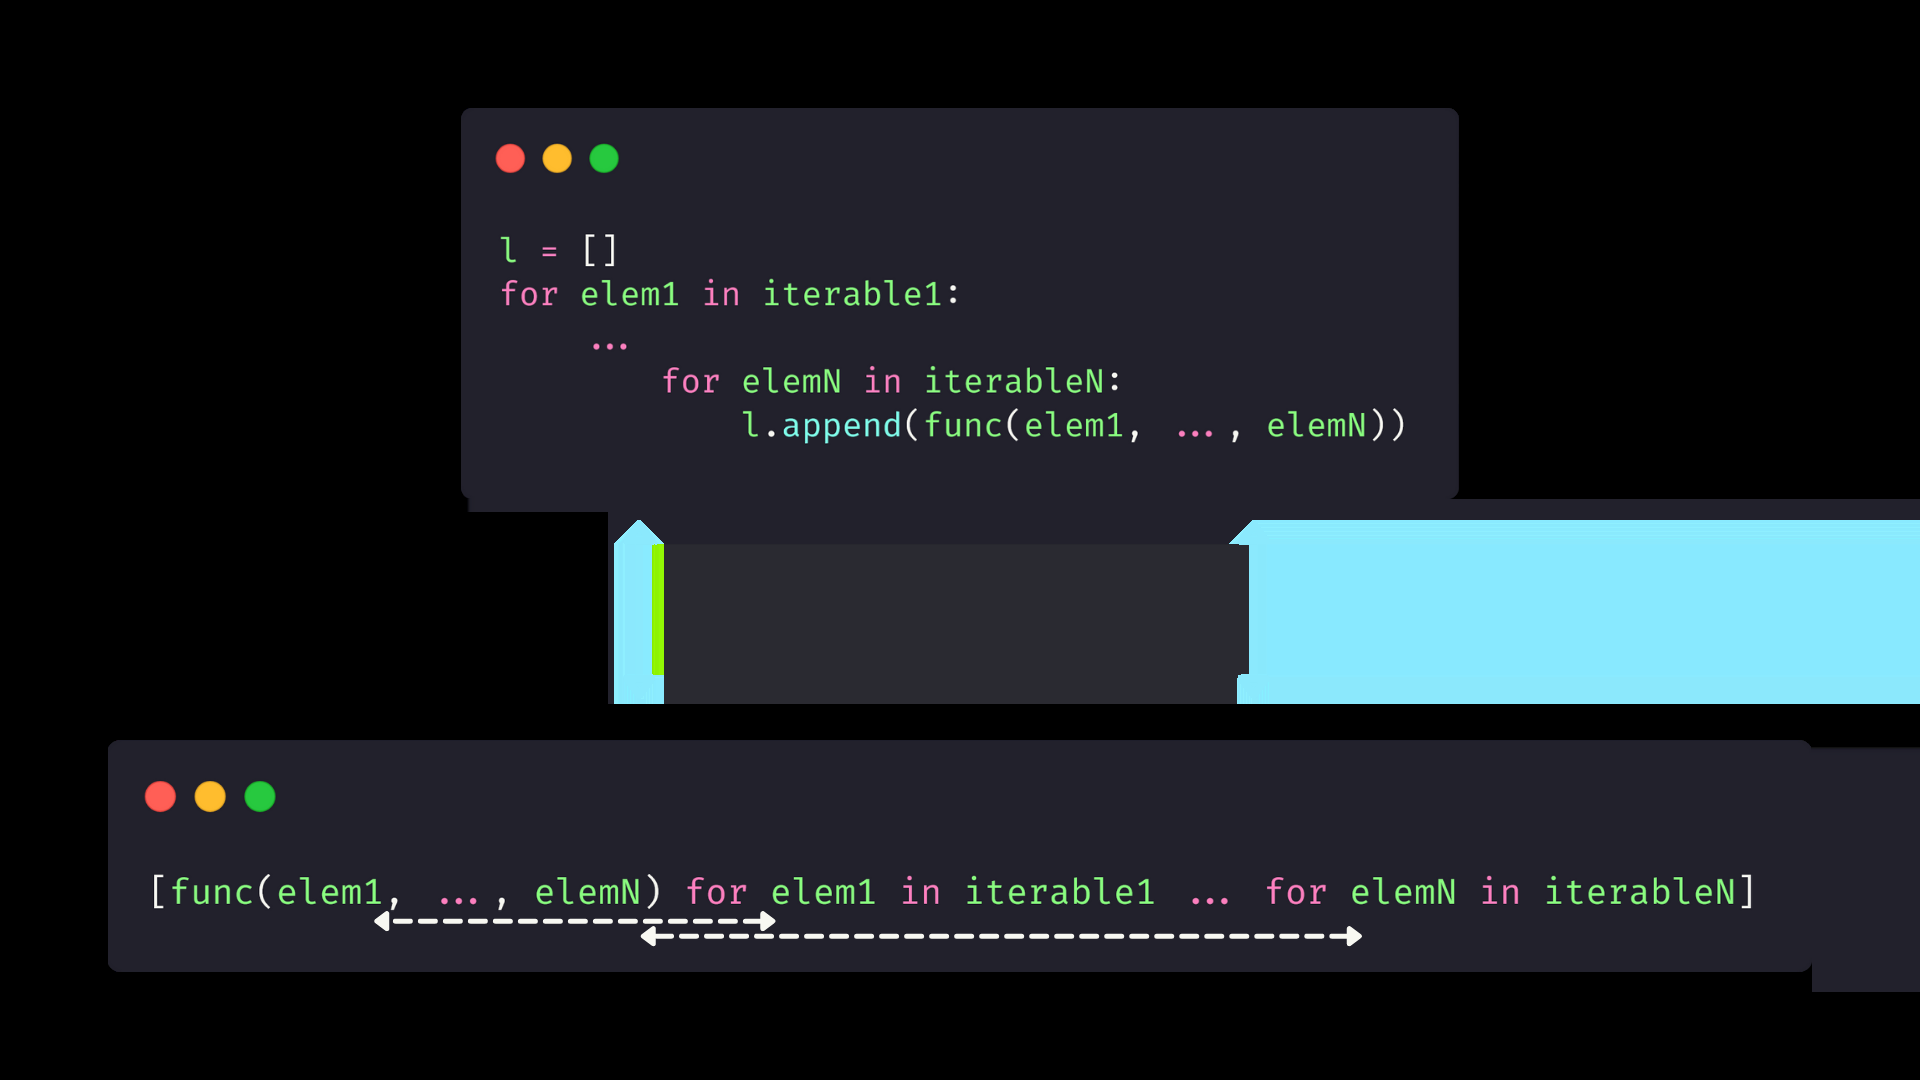 l = []
for elem1 in iterable1:
...
for elemN in iterableN:
l.append(func(elem1, ..., elemN))
[func(elem1, ..., elemN) for elem1 in iterable1 ... for elemN in iterableN]